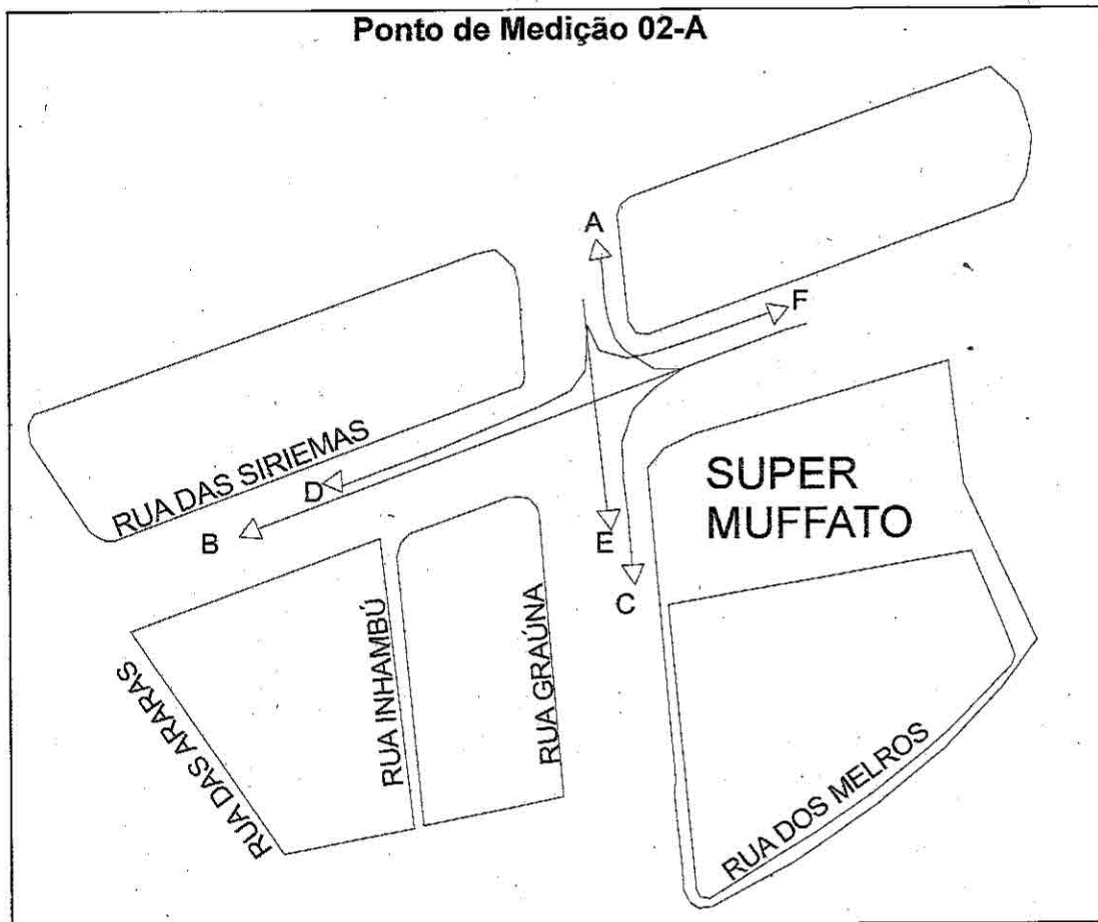 Ponto de Medição 02-A
A
F
RUA DAS SIRIEMAS
D
B
E
C
SUPER
MUFFATO
RUA DAS ARARAS
RUA INHAMBÚ
RUA GRAÚNA
RUA DOS MELROS